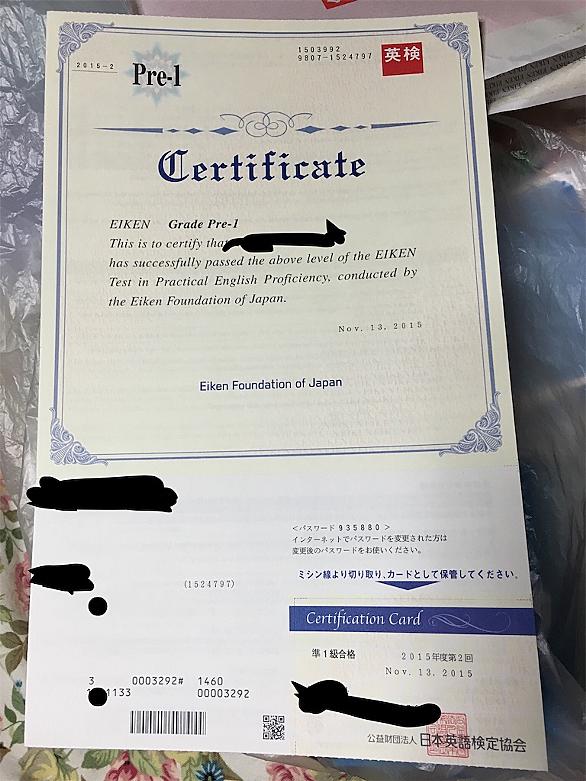 1503992
9807-1524797
英検
2015-2
Pre-1
Certificate
EIKEN Grade Pre-1
This is to certify that
has successfully passed the above level of the EIKEN
Test in Practical English Proficiency, conducted by
the Eiken Foundation of Japan.
Nov. 13, 2015
Eiken Foundation of Japan
<パスワード 935880 >
インターネットでパスワードを変更された方は
変更後のパスワードをお使いください。
ミシン線より切り取り、カードとして保管してください。
(1524797)
Certification Card
準1級合格
2015年度第2回
Nov. 13, 2015
3 0003292# 1460
1133 00003292
公益財団法人 日本英語検定協会